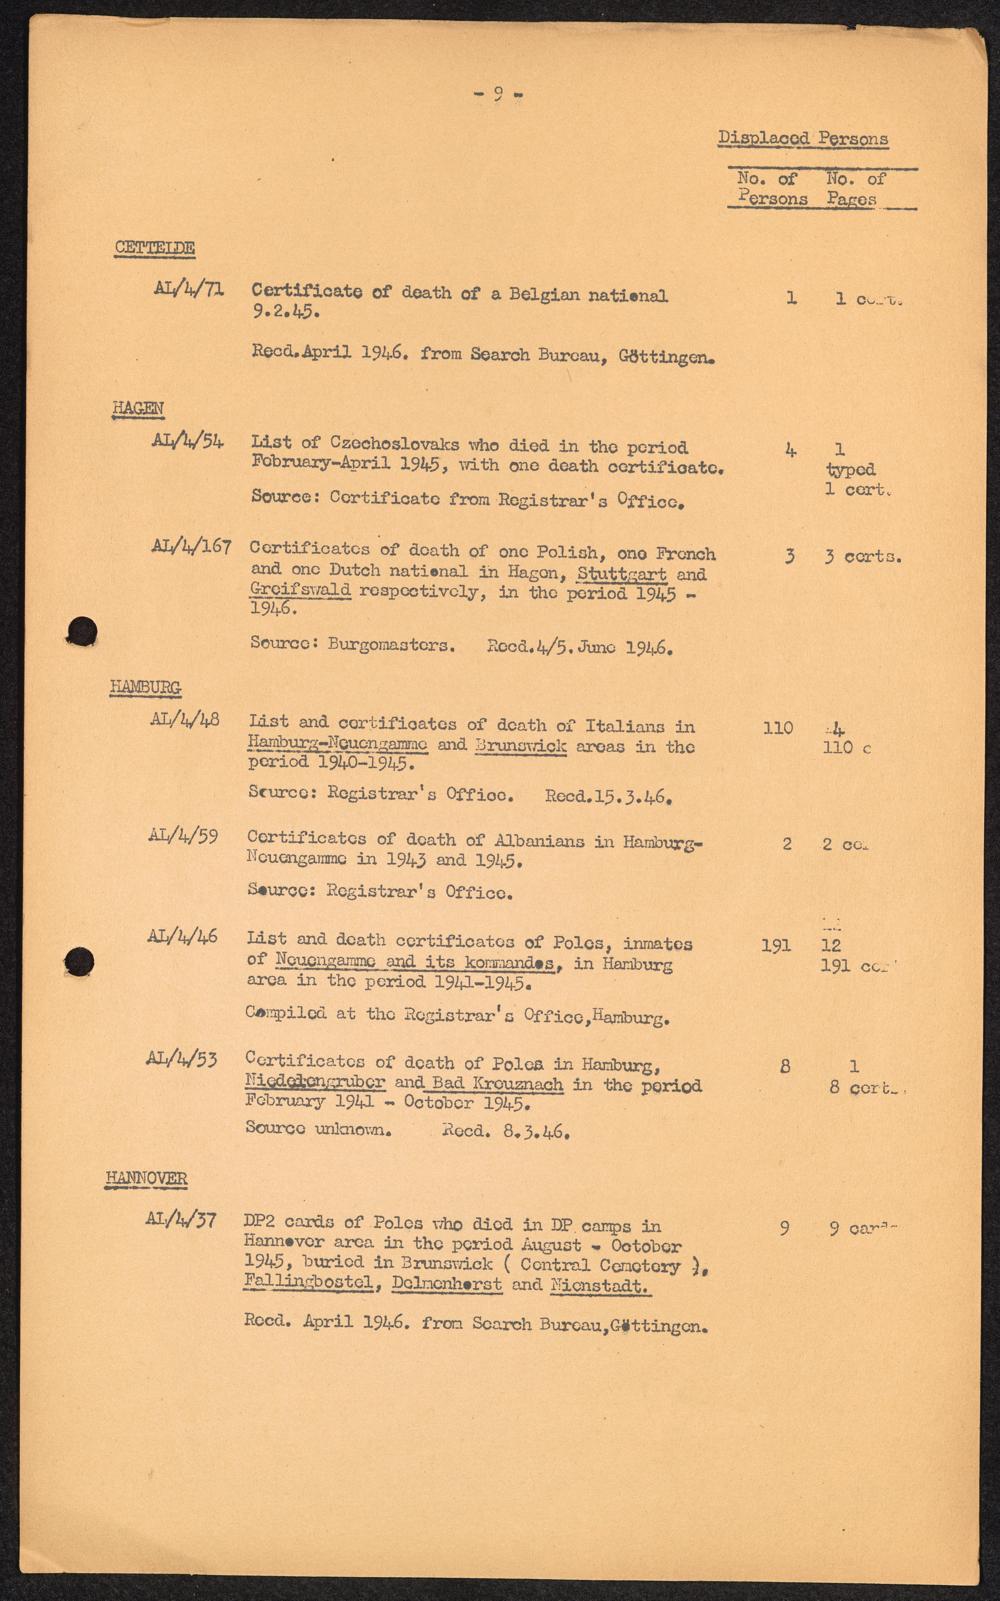 - 9 -
Displaced Persons
No. of No. of
Persons Pages
CETTELDE
AL/4/71 Certificate of death of a Belgian national 1 1
9.2.45.
Recd.April 1946. from Search Bureau, Göttingen.
HAGEN
AL/4/54 List of Czechoslovaks who died in the period 4 1
February-April 1945, with one death certificate. typed
Source: Certificate from Registrar's Office. 1 cert.
AL/4/167 Certificates of death of one Polish, one French 3 3 certs.
and one Dutch national in Hagen, Stuttgart and
Greifswald respectively, in the period 1945 -
1946.
Source: Burgomasters. Recd.4/5.June 1946.
HAMBURG
AL/4/48 List and certificates of death of Italians in 110 4
Hamburg-Neuengamme and Brunswick areas in the 110 c
period 1940-1945.
Source: Registrar's Office. Recd.15.3.46.
AL/4/59 Certificates of death of Albanians in Hamburg- 2 2
Neuengamme in 1943 and 1945.
Source: Registrar's Office.
AL/4/46 List and death certificates of Poles, inmates 191 12
of Neuengamme and its kommandos, in Hamburg 191
area in the period 1941-1945.
Compiled at the Registrar's Office,Hamburg.
AL/4/53 Certificates of death of Poles in Hamburg, 8 1
Niedelengruber and Bad Kreuznach in the period 8 cert
February 1941 - October 1945.
Source unknown. Recd. 8.3.46.
HANNOVER
AL/4/37 DP2 cards of Poles who died in DP camps in 9 9
Hannover area in the period August - October
1945, buried in Brunswick ( Central Cemetery ),
Fallingbostel, Delmenhorst and Nienstadt.
Recd. April 1946. from Search Bureau,Göttingen.